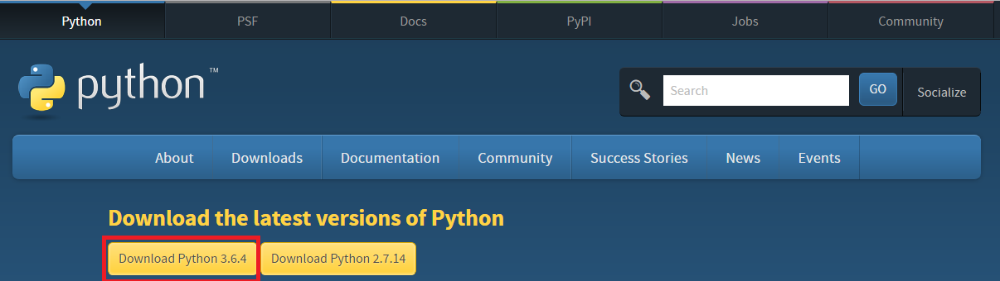 Python PSF Docs PyPI Jobs Community
python™
Search GO Socialize
About Downloads Documentation Community Success Stories News Events
Download the latest versions of Python
Download Python 3.6.4 Download Python 2.7.14